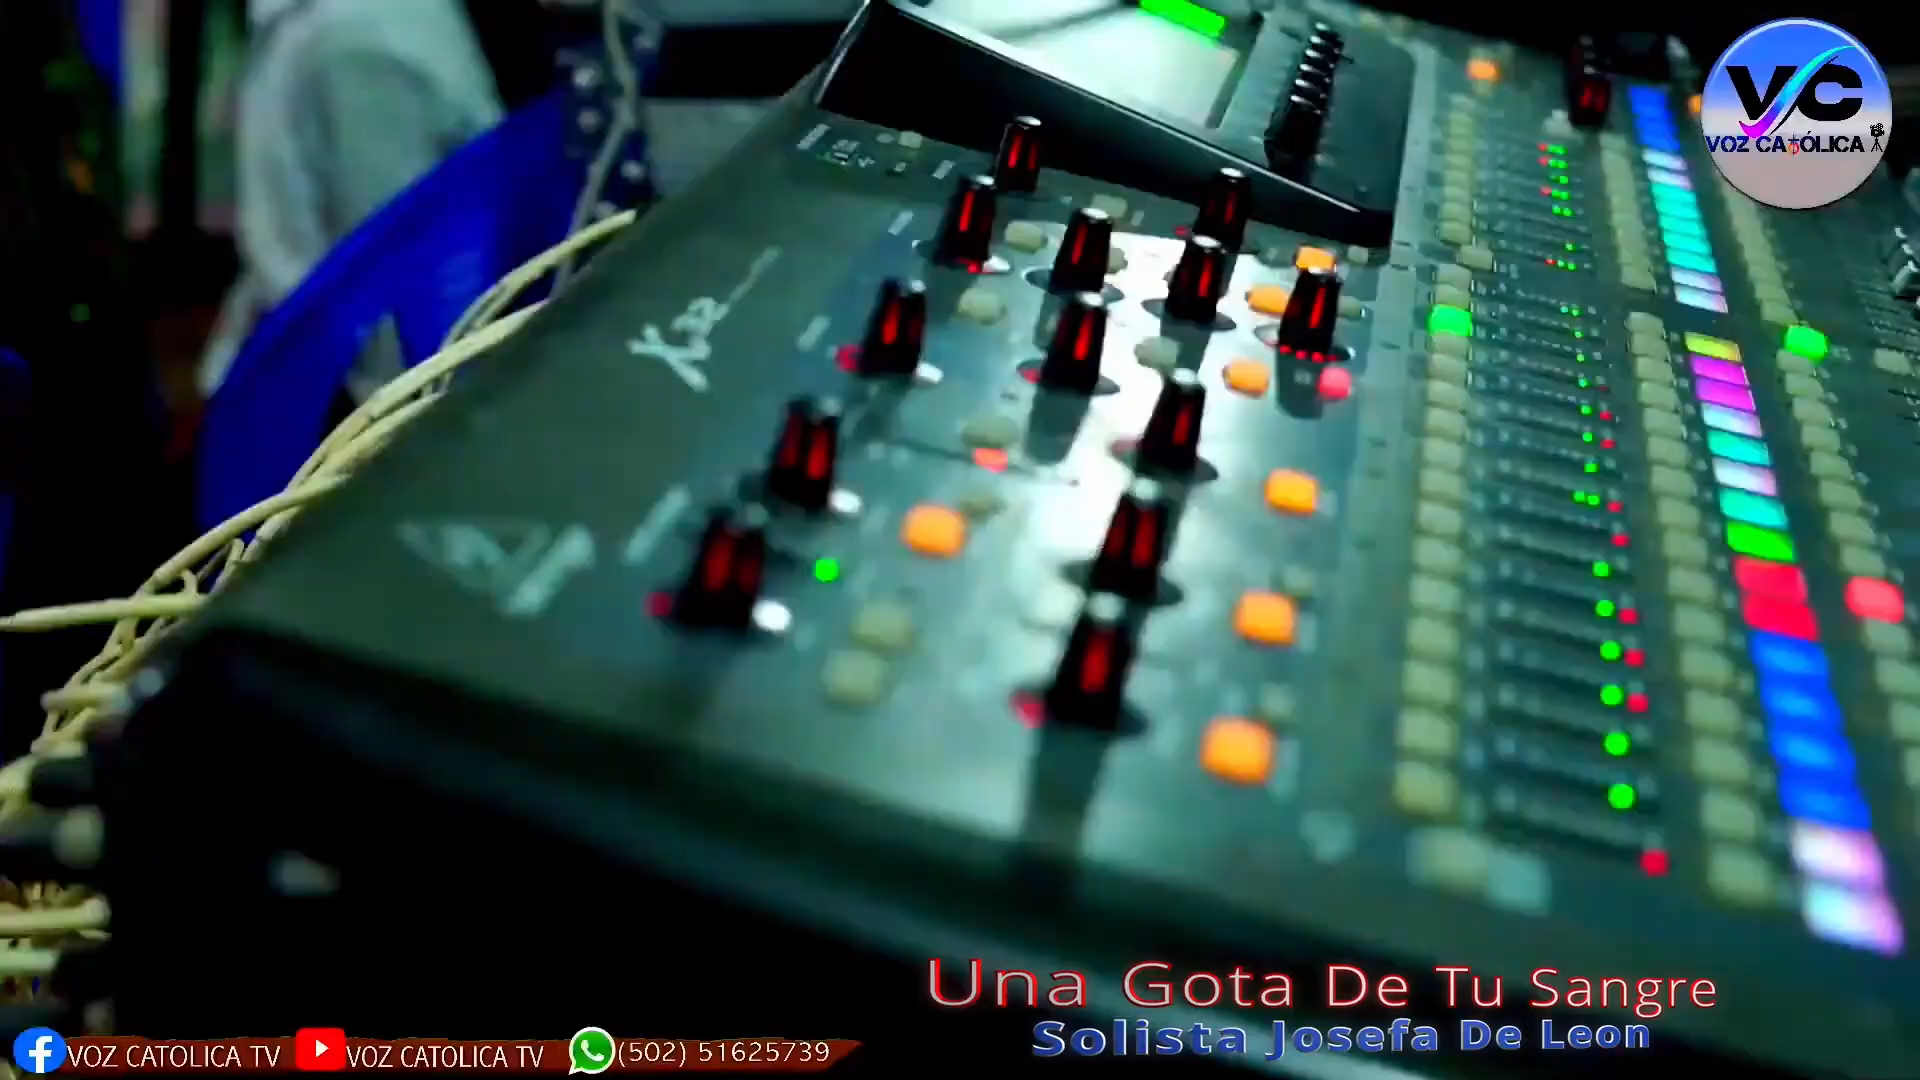 VC
VOZ CATÓLICA
X32
Una Gota De Tu Sangre
Solista Josefa De Leon
VOZ CATOLICA TV
VOZ CATOLICA TV
(502) 51625739